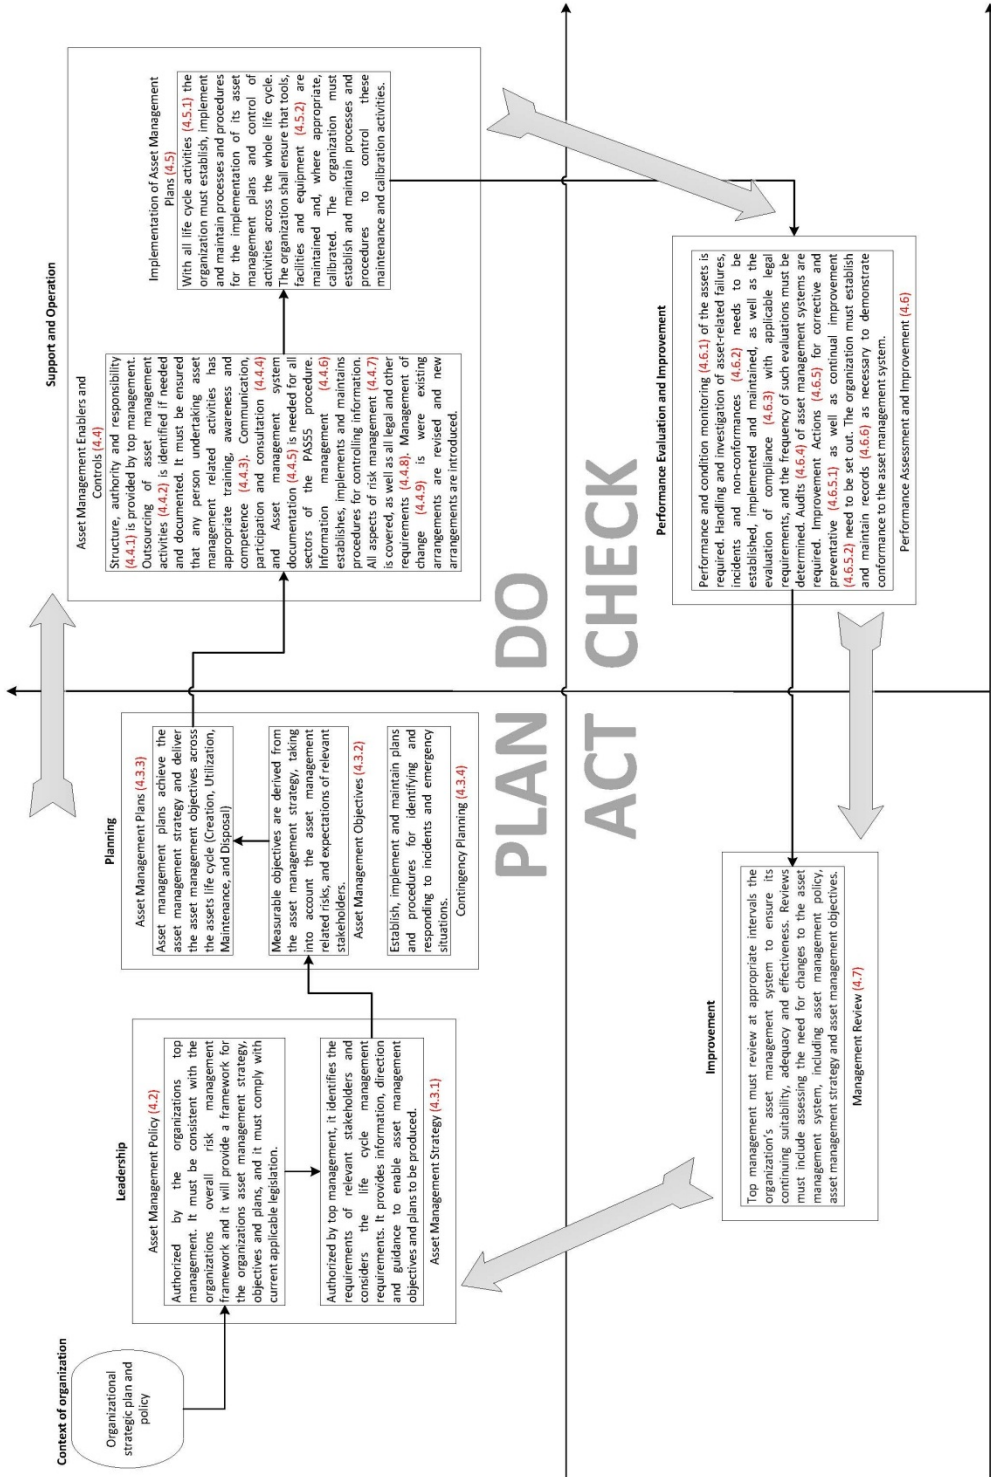 Context of organization
Organizational
strategic plan and
policy
Leadership
Asset Management Policy (4.2)
Authorized by the organizations top
management. It must be consistent with the
organizations overall risk management
framework and it will provide a framework for
the organizations asset management strategy,
objectives and plans, and it must comply with
current applicable legislation.
Authorized by top management, it identifies the
requirements of relevant stakeholders and
considers the life cycle management
requirements. It provides information, direction
and guidance to enable asset management
objectives and plans to be produced.
Asset Management Strategy (4.3.1)
Planning
Asset Management Plans (4.3.3)
Asset management plans achieve the
asset management strategy and deliver
the asset management objectives across
the assets life cycle (Creation, Utilization,
Maintenance, and Disposal)
Measurable objectives are derived from
the asset management strategy, taking
into account the asset management
related risks, and expectations of relevant
stakeholders.
Asset Management Objectives (4.3.2)
Establish, implement and maintain plans
and procedures for identifying and
responding to incidents and emergency
situations.
Contingency Planning (4.3.4)
Support and Operation
Asset Management Enablers and
Controls (4.4)
Structure, authority and responsibility
(4.4.1) is provided by top management.
Outsourcing of asset management
activities (4.4.2) is identified if needed
and documented. It must be ensured
that any person undertaking asset
management related activities has
appropriate training, awareness and
competence (4.4.3). Communication,
participation and consultation (4.4.4)
and Asset management system
documentation (4.4.5) is needed for all
sectors of the PAS55 procedure.
Information management (4.4.6)
establishes, implements and maintains
procedures for controlling information.
All aspects of risk management (4.4.7)
is covered, as well as all legal and other
requirements (4.4.8). Management of
change (4.4.9) is were existing
arrangements are revised and new
arrangements are introduced.
Implementation of Asset Management
Plans (4.5)
With all life cycle activities (4.5.1) the
organization must establish, implement
and maintain processes and procedures
for the implementation of its asset
management plans and control of
activities across the whole life cycle.
The organization shall ensure that tools,
facilities and equipment (4.5.2) are
maintained and, where appropriate,
calibrated. The organization must
establish and maintain processes and
procedures to control these
maintenance and calibration activities.
PLAN DO
ACT CHECK
Improvement
Top management must review at appropriate intervals the
organization's asset management system to ensure its
continuing suitability, adequacy and effectiveness. Reviews
must include assessing the need for changes to the asset
management system, including asset management policy,
asset management strategy and asset management objectives.
Management Review (4.7)
Performance Evaluation and Improvement
Performance and condition monitoring (4.6.1) of the assets is
required. Handling and investigation of asset-related failures,
incidents and non-conformances (4.6.2) needs to be
established, implemented and maintained, as well as the
evaluation of compliance (4.6.3) with applicable legal
requirements, and the frequency of such evaluations must be
determined. Audits (4.6.4) of asset management systems are
required. Improvement Actions (4.6.5) for corrective and
preventative (4.6.5.1) as well as continual improvement
(4.6.5.2) need to be set out. The organization must establish
and maintain records (4.6.6) as necessary to demonstrate
conformance to the asset management system.
Performance Assessment and Improvement (4.6)